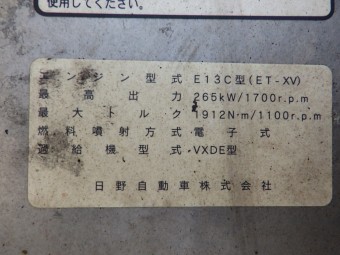 使用してください。
エンジン型式 E13C型(ET-XV)
最高出力 265kW/1700r.p.m
最大トルク 1912N·m/1100r.p.m
燃料噴射方式 電子式
過給機型式 VXDE型
日野自動車株式会社